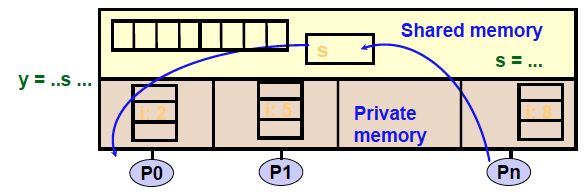 Shared memory
s
s = ...
y = ..s ...
i: 2
i: 5
Private
memory
i: 8
P0
P1
Pn